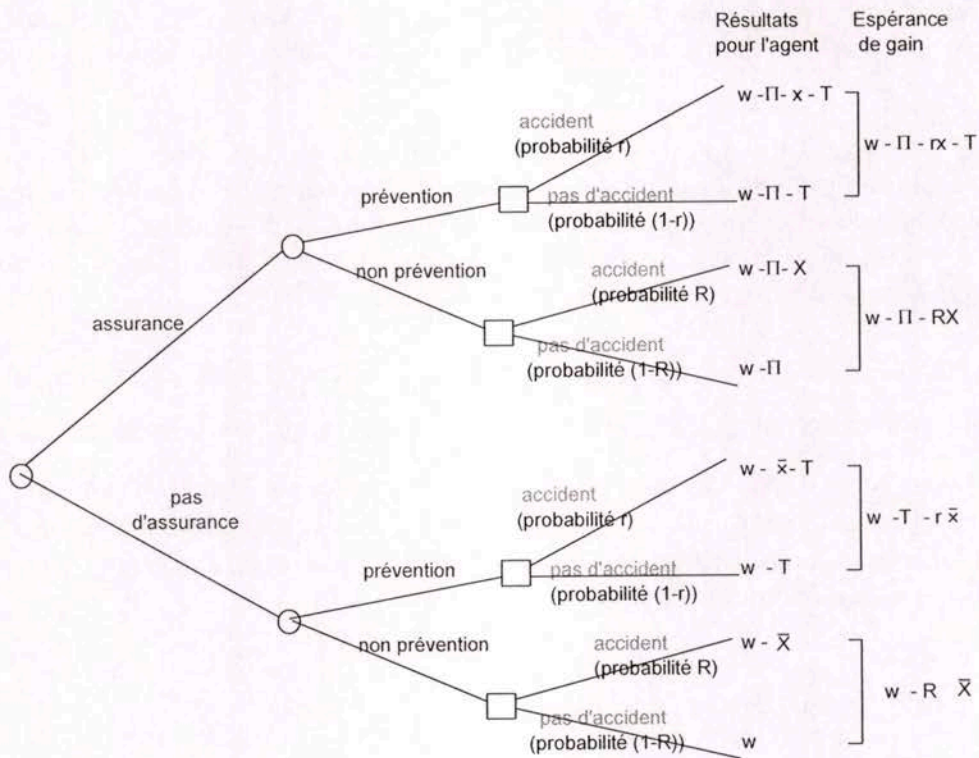 Résultats
pour l'agent
Espérance
de gain
w - Π - x - T
accident
(probabilité r)
w - Π - rx - T
prévention
pas d'accident
(probabilité (1-r))
w - Π - T
non prévention
accident
(probabilité R)
w - Π - X
w - Π - RX
assurance
pas d'accident
(probabilité (1-R))
w - Π
w - x̄ - T
pas
d'assurance
accident
(probabilité r)
w - T - r x̄
prévention
pas d'accident
(probabilité (1-r))
w - T
non prévention
accident
(probabilité R)
w - X̄
w - R X̄
pas d'accident
(probabilité (1-R))
w